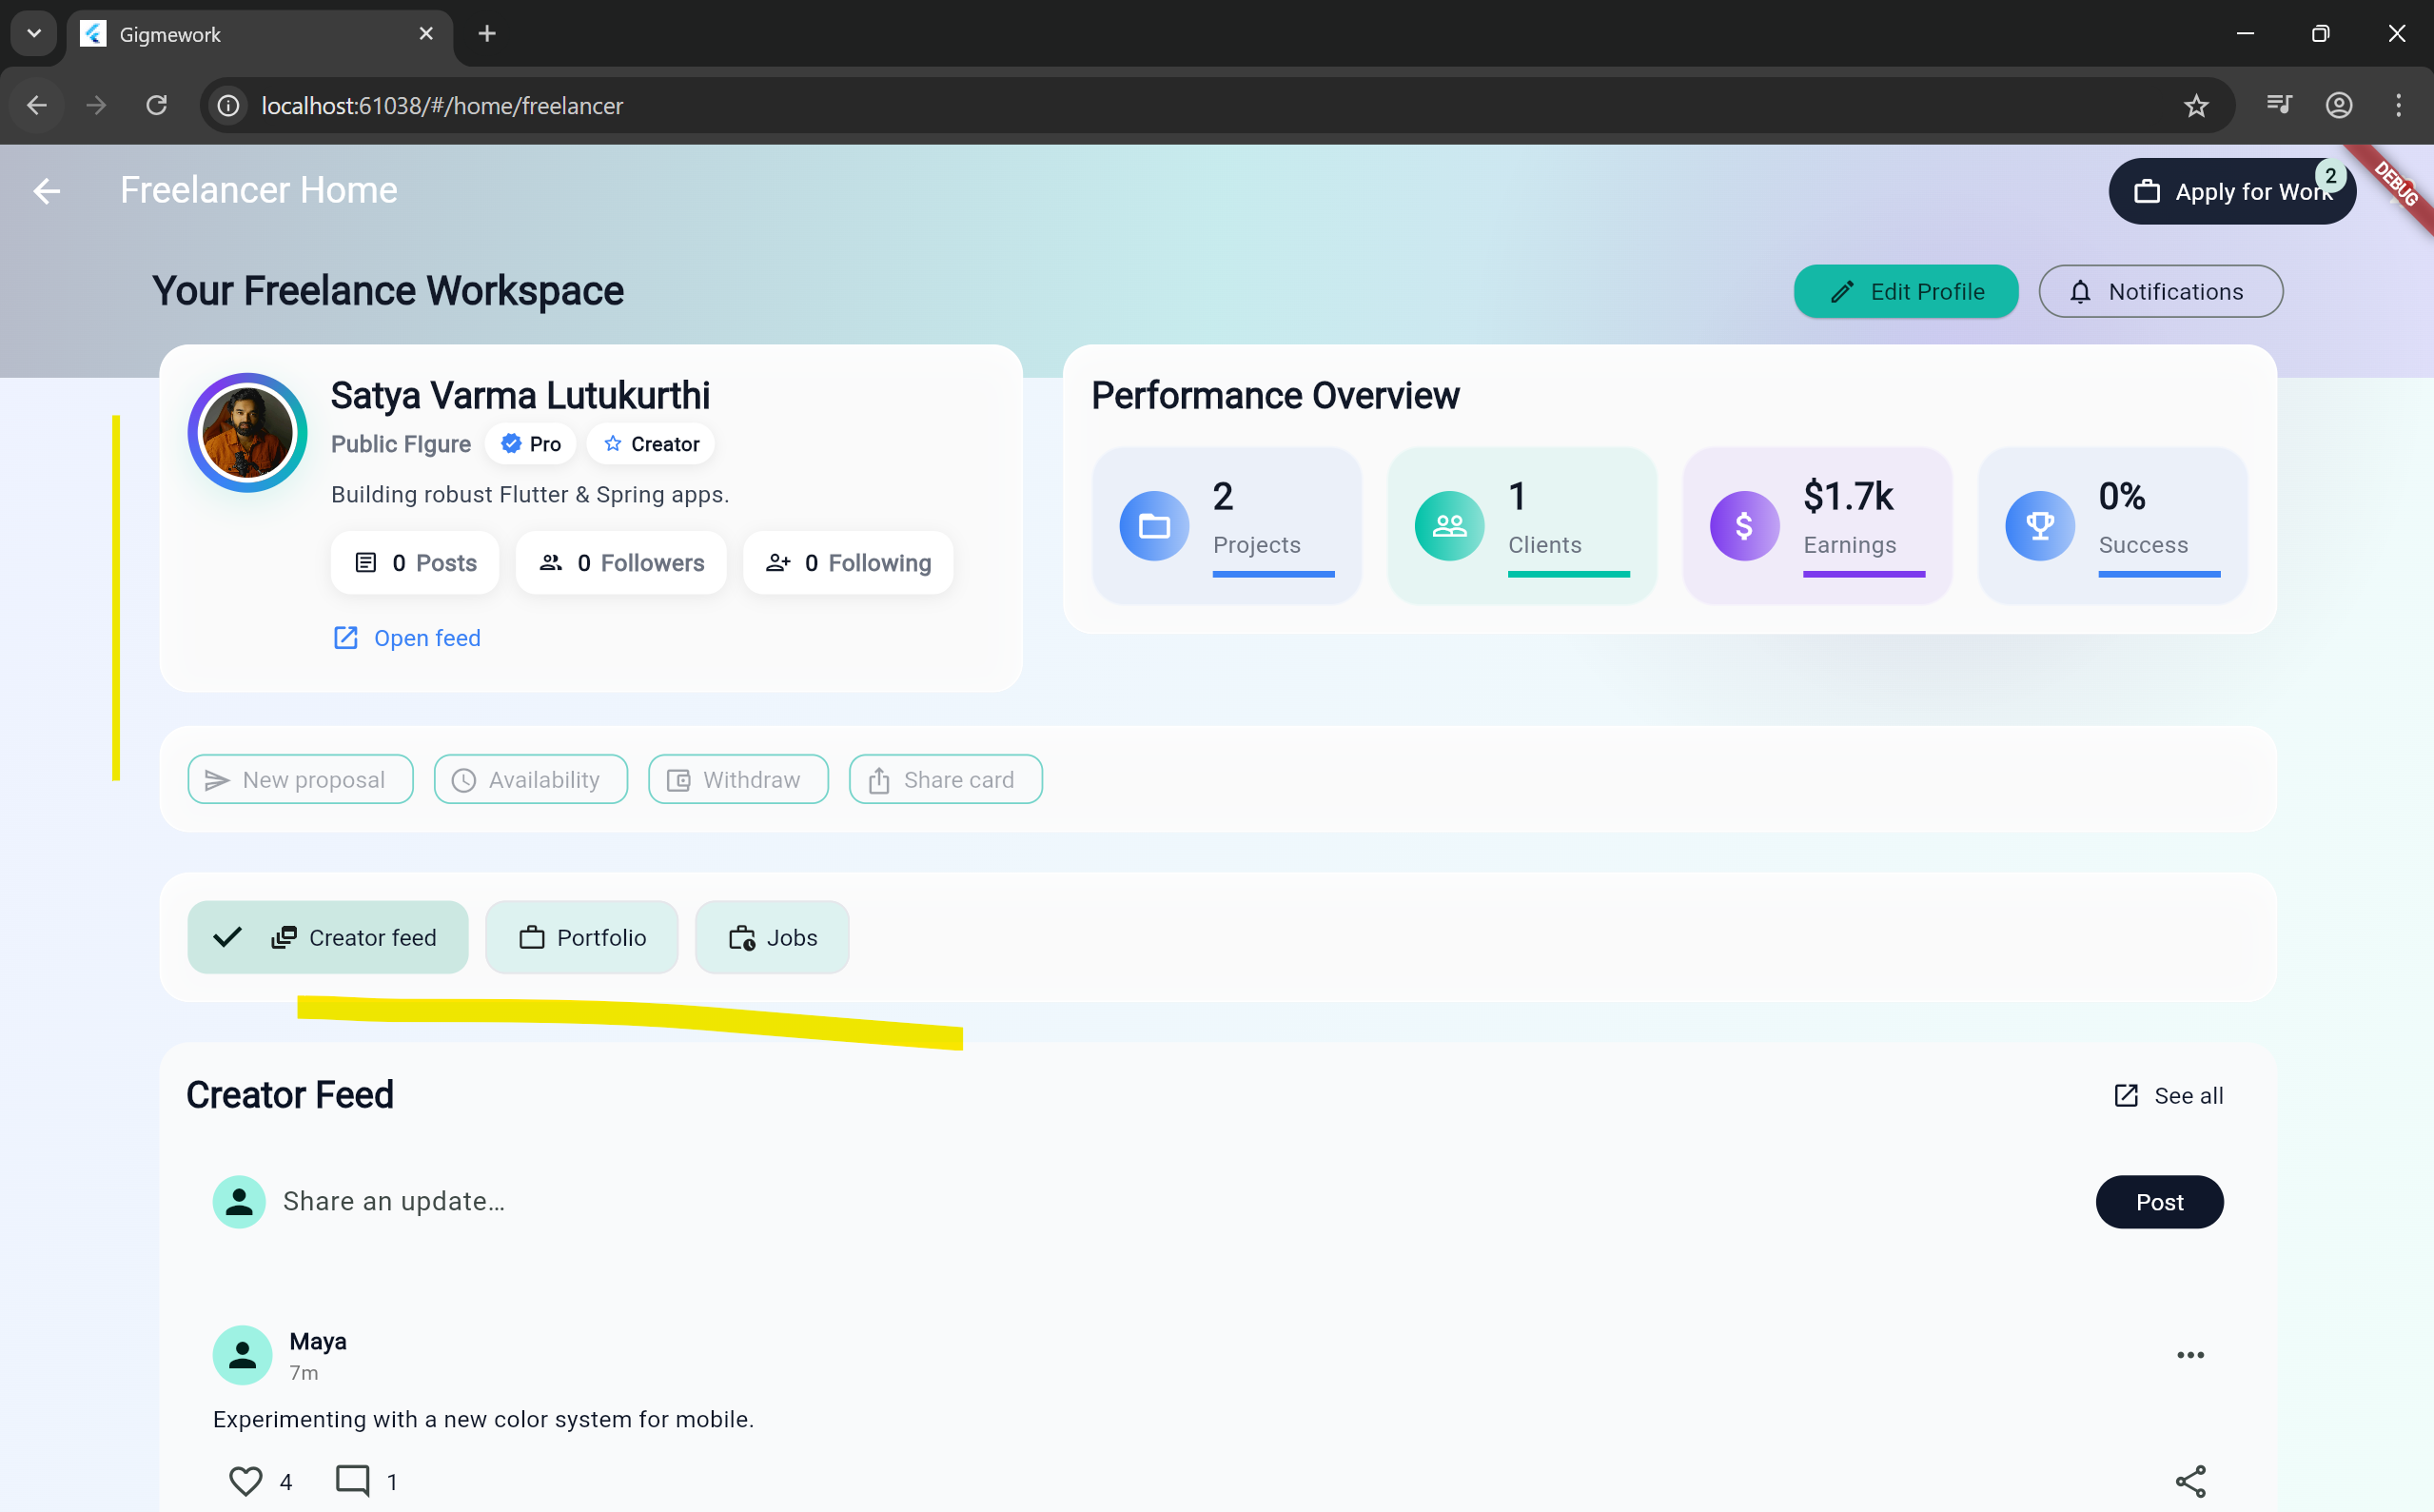 Gigmework
localhost:61038/#/home/freelancer
Freelancer Home
Apply for Work
2
DEBUG
Your Freelance Workspace
Edit Profile
Notifications
Satya Varma Lutukurthi
Public FIgure
Pro
Creator
Building robust Flutter & Spring apps.
0 Posts
0 Followers
0 Following
Open feed
Performance Overview
2
Projects
1
Clients
$1.7k
Earnings
0%
Success
New proposal
Availability
Withdraw
Share card
Creator feed
Portfolio
Jobs
Creator Feed
See all
Share an update...
Post
Maya
7m
Experimenting with a new color system for mobile.
4
1